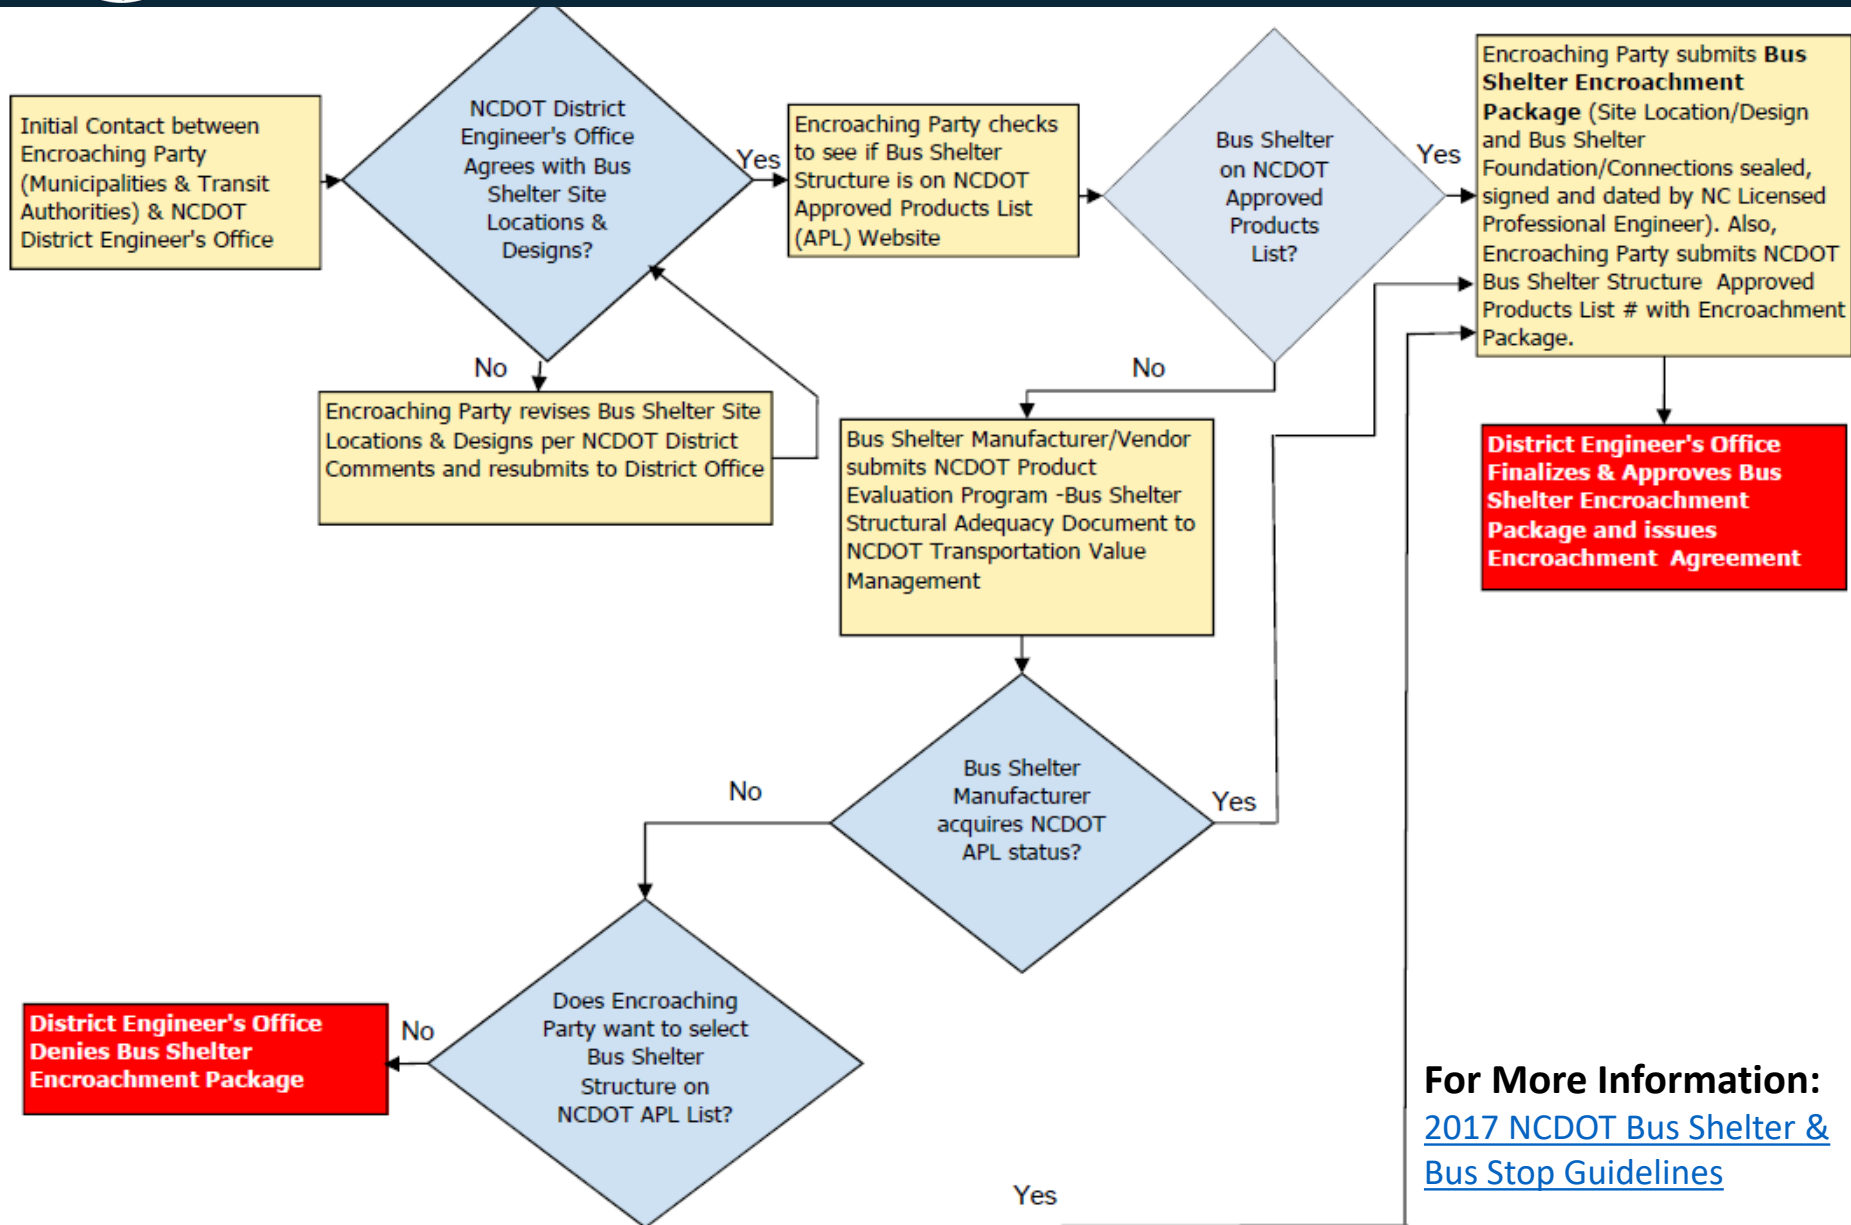 Initial Contact between
Encroaching Party
(Municipalities & Transit
Authorities) & NCDOT
District Engineer's Office
NCDOT District
Engineer's Office
Agrees with Bus
Shelter Site
Locations &
Designs?
Yes
No
Encroaching Party revises Bus Shelter Site
Locations & Designs per NCDOT District
Comments and resubmits to District Office
Encroaching Party checks
to see if Bus Shelter
Structure is on NCDOT
Approved Products List
(APL) Website
Bus Shelter
on NCDOT
Approved
Products
List?
Yes
No
Encroaching Party submits Bus
Shelter Encroachment
Package (Site Location/Design
and Bus Shelter
Foundation/Connections sealed,
signed and dated by NC Licensed
Professional Engineer). Also,
Encroaching Party submits NCDOT
Bus Shelter Structure Approved
Products List # with Encroachment
Package.
District Engineer's Office
Finalizes & Approves Bus
Shelter Encroachment
Package and issues
Encroachment Agreement
Bus Shelter Manufacturer/Vendor
submits NCDOT Product
Evaluation Program -Bus Shelter
Structural Adequacy Document to
NCDOT Transportation Value
Management
Bus Shelter
Manufacturer
acquires NCDOT
APL status?
Yes
No
Does Encroaching
Party want to select
Bus Shelter
Structure on
NCDOT APL List?
No
District Engineer's Office
Denies Bus Shelter
Encroachment Package
Yes
For More Information:
2017 NCDOT Bus Shelter &
Bus Stop Guidelines